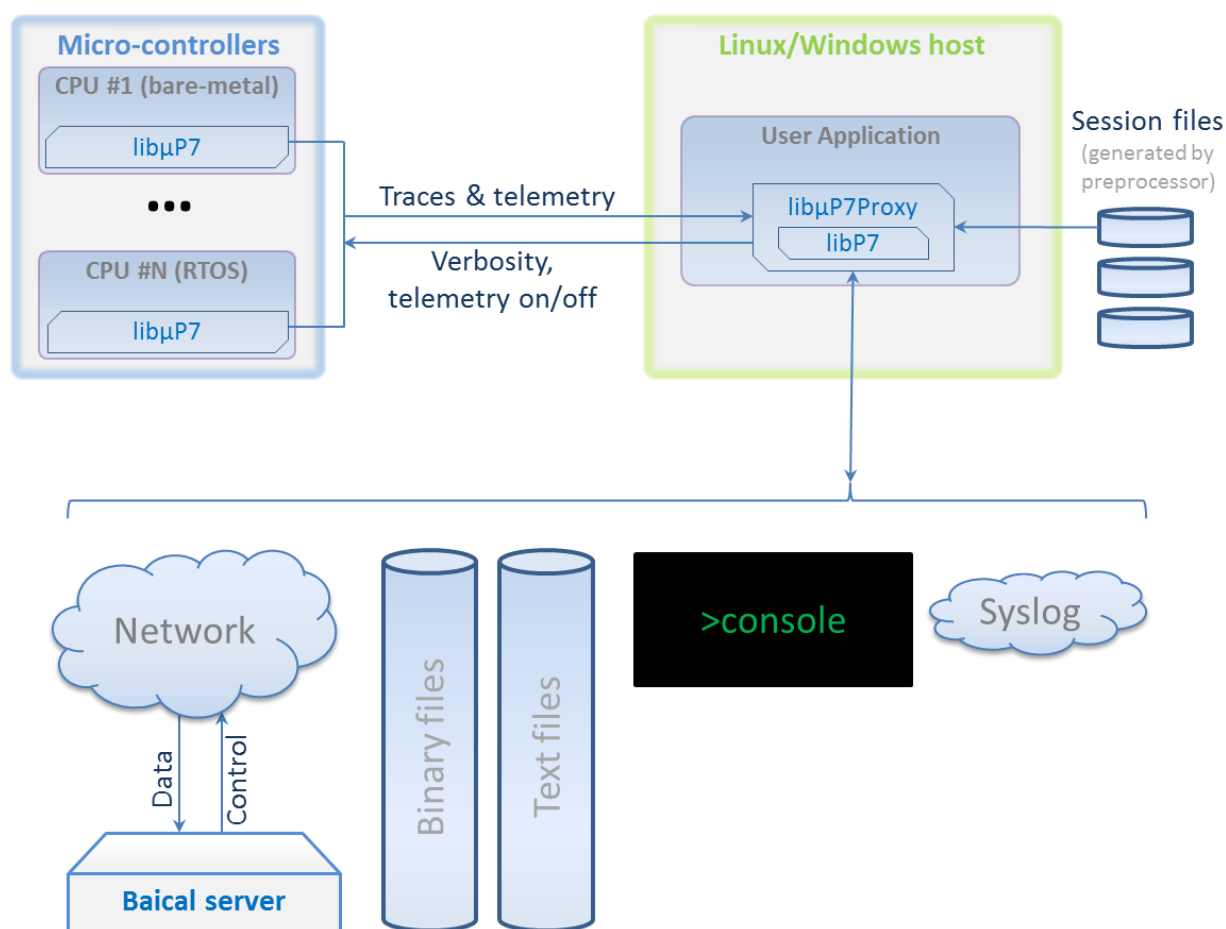 Micro-controllers
CPU #1 (bare-metal)
libμP7
...
CPU #N (RTOS)
libμP7
Traces & telemetry
Verbosity,
telemetry on/off
Linux/Windows host
User Application
libμP7Proxy
libP7
Session files
(generated by
preprocessor)
Network
Data
Control
Baical server
Binary files
Text files
>console
Syslog